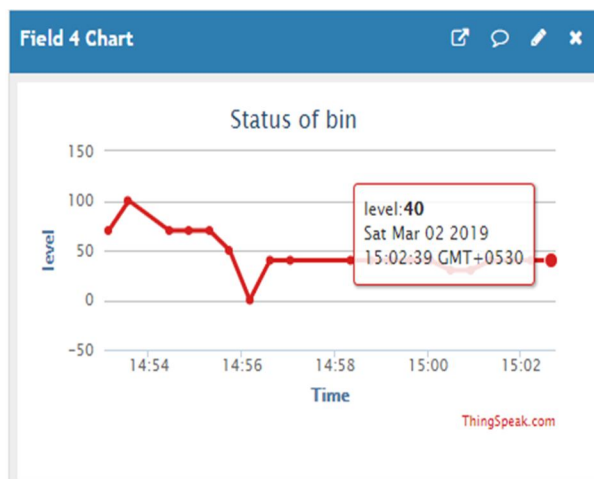 Field 4 Chart
Status of bin
150
100
50
0
−50
level
level:40
Sat Mar 02 2019
15:02:39 GMT+0530
14:54
14:56
14:58
15:00
15:02
Time
ThingSpeak.com